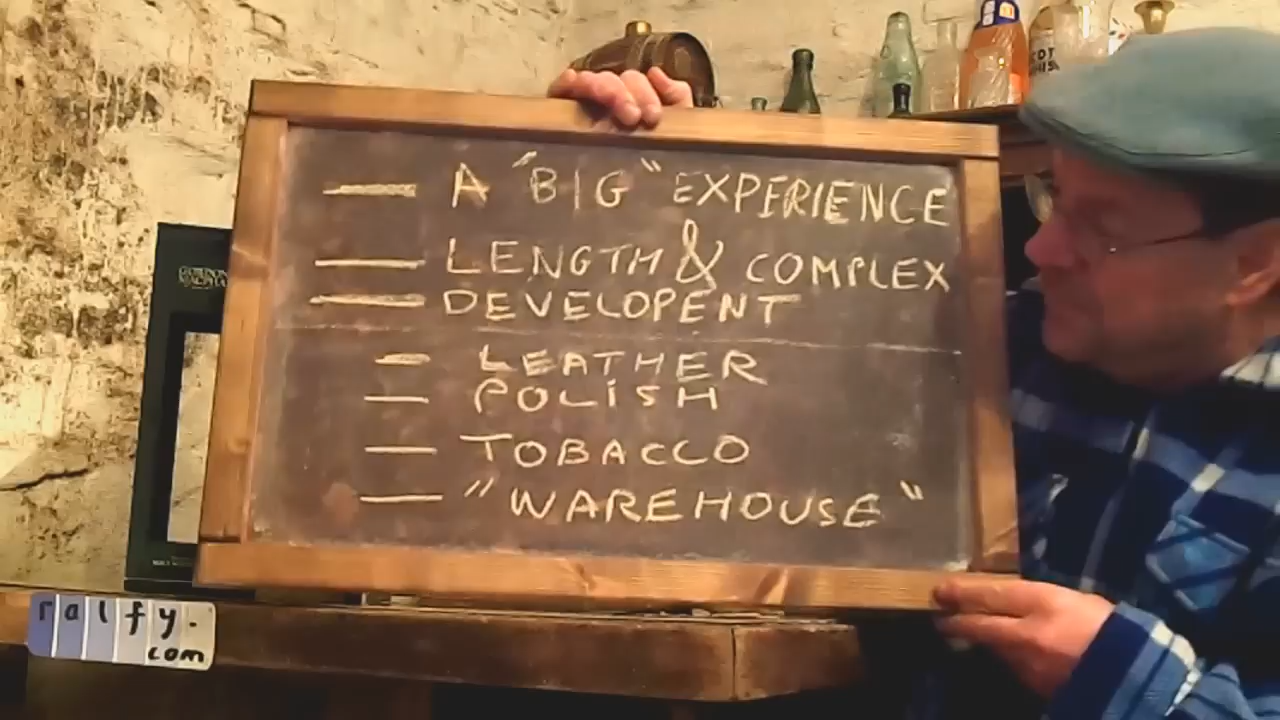 — A "BIG" EXPERIENCE
— LENGTH & COMPLEX
— DEVELOPENT
— LEATHER
— POLISH
— TOBACCO
— "WAREHOUSE"
ralfy.
com